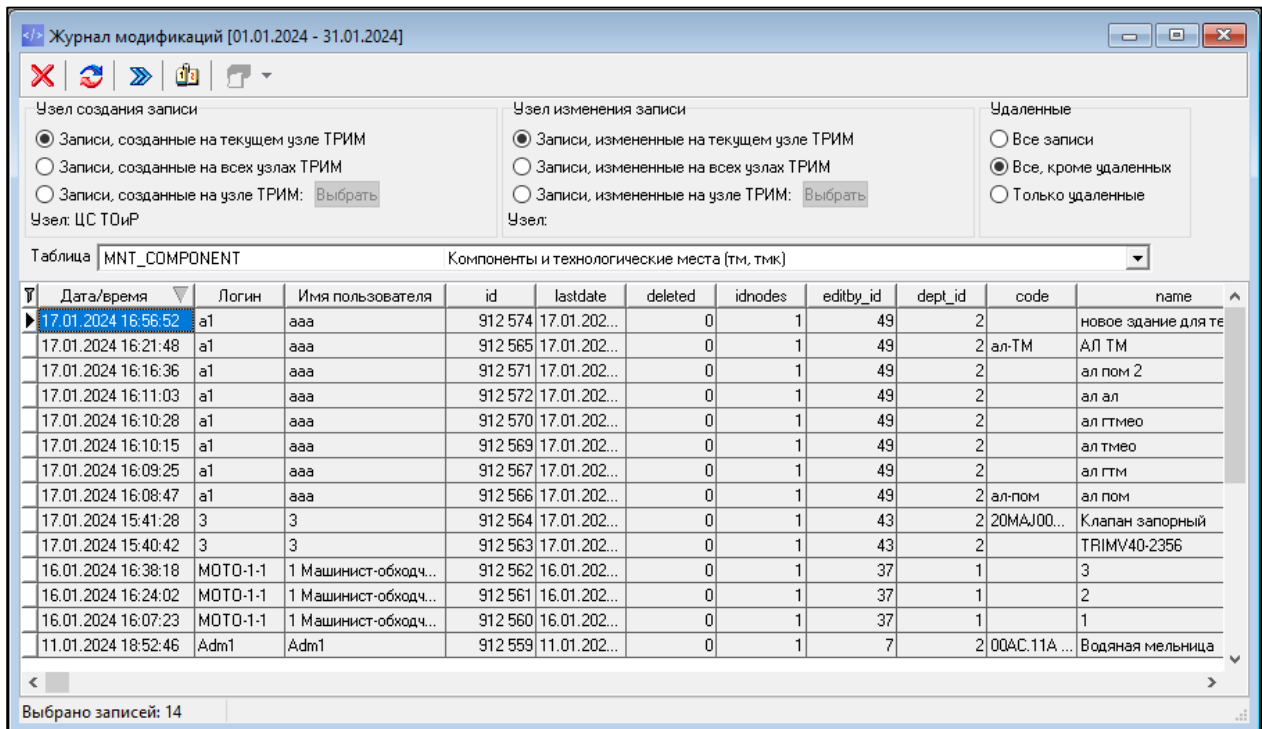 Журнал модификаций [01.01.2024 - 31.01.2024]
Узел создания записи Узел изменения записи Удаленные
Записи, созданные на текущем узле ТРИМ Записи, измененные на текущем узле ТРИМ Все записи
Записи, созданные на всех узлах ТРИМ Записи, измененные на всех узлах ТРИМ Все, кроме удаленных
Записи, созданные на узле ТРИМ: Выбрать Записи, измененные на узле ТРИМ: Выбрать Только удаленные
Узел: ЦС ТОиР Узел:
Таблица MNT_COMPONENT Компоненты и технологические места (тм, тмк)
Дата/время Логин Имя пользователя id lastdate deleted idnodes editby_id dept_id code name
17.01.2024 16:56:52 а1 ааа 912 574 17.01.202... 0 1 49 2 новое здание для те
17.01.2024 16:21:48 а1 ааа 912 565 17.01.202... 0 1 49 2 ал-ТМ АЛ ТМ
17.01.2024 16:16:36 а1 ааа 912 571 17.01.202... 0 1 49 2 ал пом 2
17.01.2024 16:11:03 а1 ааа 912 572 17.01.202... 0 1 49 2 ал ал
17.01.2024 16:10:28 а1 ааа 912 570 17.01.202... 0 1 49 2 ал гтмео
17.01.2024 16:10:15 а1 ааа 912 569 17.01.202... 0 1 49 2 ал тмео
17.01.2024 16:09:25 а1 ааа 912 567 17.01.202... 0 1 49 2 ал гтм
17.01.2024 16:08:47 а1 ааа 912 566 17.01.202... 0 1 49 2 ал-пом ал пом
17.01.2024 15:41:28 3 3 912 564 17.01.202... 0 1 43 2 20MAJ00... Клапан запорный
17.01.2024 15:40:42 3 3 912 563 17.01.202... 0 1 43 2 TRIMV40-2356
16.01.2024 16:38:18 МОТО-1-1 1 Машинист-обходч... 912 562 16.01.202... 0 1 37 1 3
16.01.2024 16:24:02 МОТО-1-1 1 Машинист-обходч... 912 561 16.01.202... 0 1 37 1 2
16.01.2024 16:07:23 МОТО-1-1 1 Машинист-обходч... 912 560 16.01.202... 0 1 37 1 1
11.01.2024 18:52:46 Adm1 Adm1 912 559 11.01.202... 0 1 7 2 00AC.11A ... Водяная мельница
Выбрано записей: 14